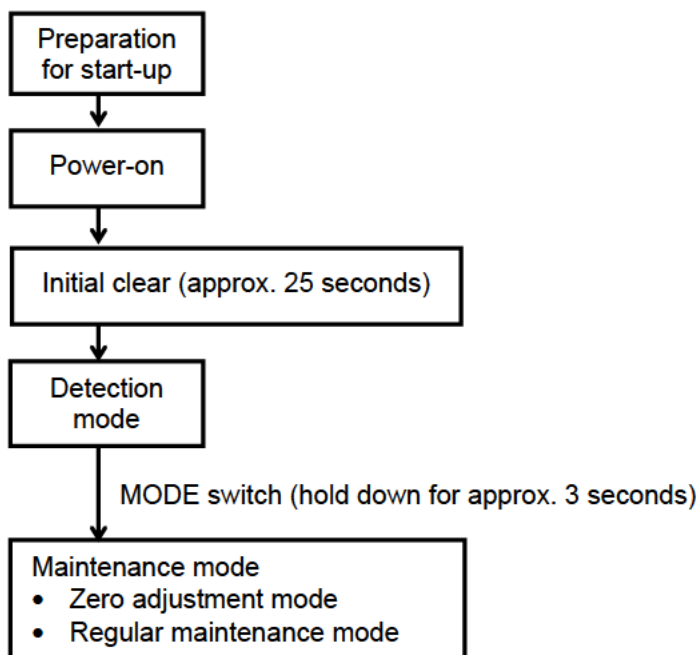 Preparation
for start-up
Power-on
Initial clear (approx. 25 seconds)
Detection
mode
MODE switch (hold down for approx. 3 seconds)
Maintenance mode
• Zero adjustment mode
• Regular maintenance mode